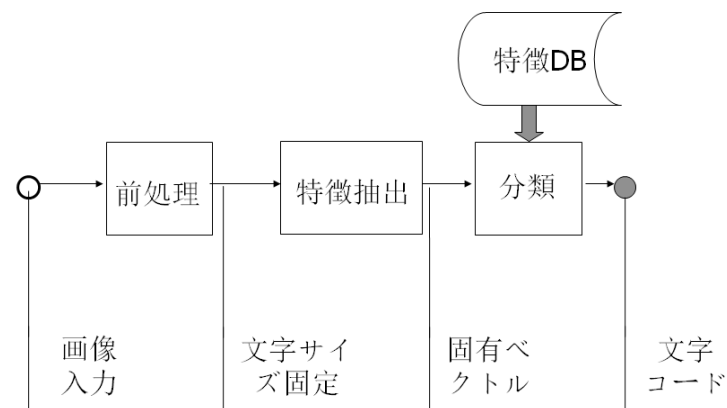 特徴DB
前処理
特徴抽出
分類
画像
入力
文字サイ
ズ固定
固有ベ
クトル
文字
コード